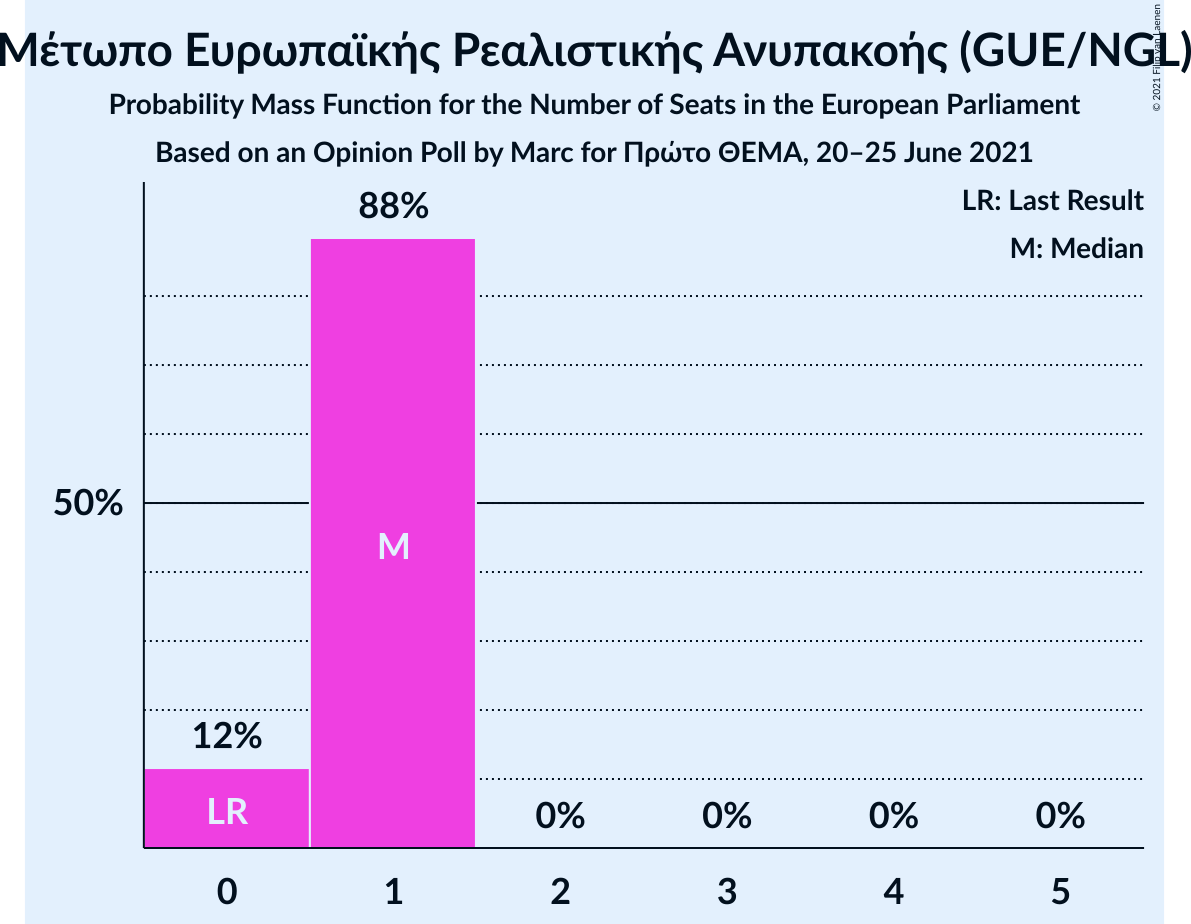 Μέτωπο Ευρωπαϊκής Ρεαλιστικής Ανυπακοής (GUE/NGL)
© 2021 Filip van Laenen
Probability Mass Function for the Number of Seats in the European Parliament
Based on an Opinion Poll by Marc for Πρώτο ΘΕΜΑ, 20–25 June 2021
LR: Last Result
M: Median
88%
50%
M
12%
LR
0% 0% 0% 0%
0 1 2 3 4 5